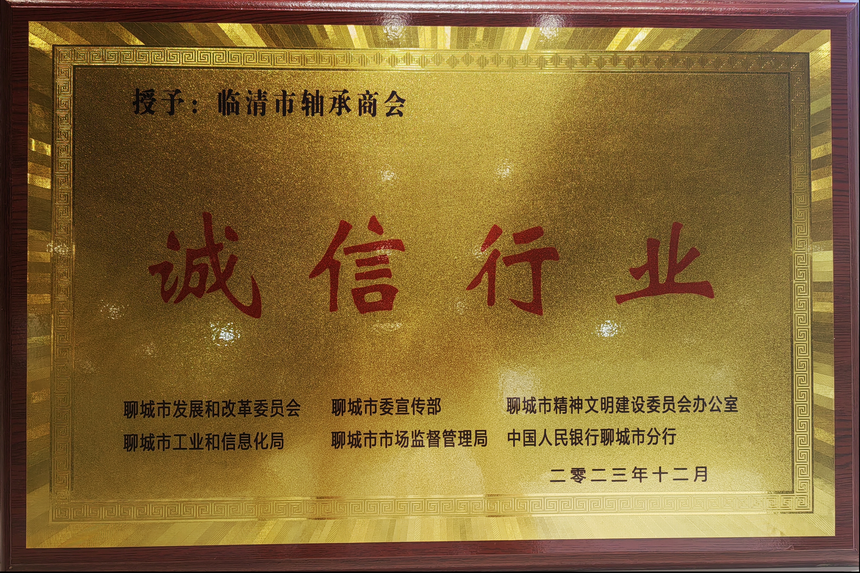 授予：临清市轴承商会
诚信行业
聊城市发展和改革委员会 聊城市委宣传部 聊城市精神文明建设委员会办公室
聊城市工业和信息化局 聊城市市场监督管理局 中国人民银行聊城市分行
二零二三年十二月